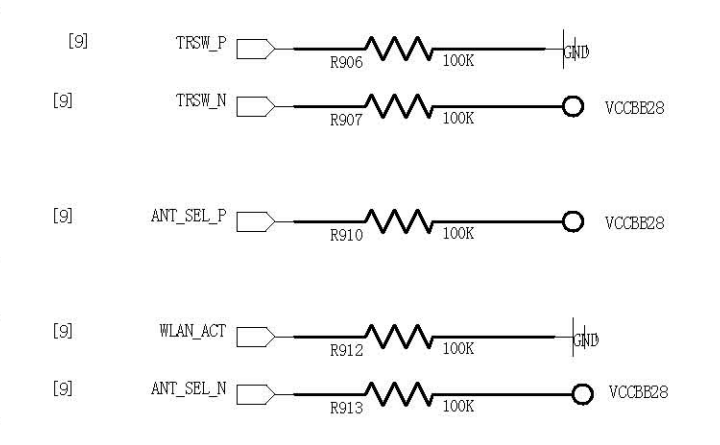 [9] TRSW_P R906 100K GND
[9] TRSW_N R907 100K VCCBB28
[9] ANT_SEL_P R910 100K VCCBB28
[9] WLAN_ACT R912 100K GND
[9] ANT_SEL_N R913 100K VCCBB28